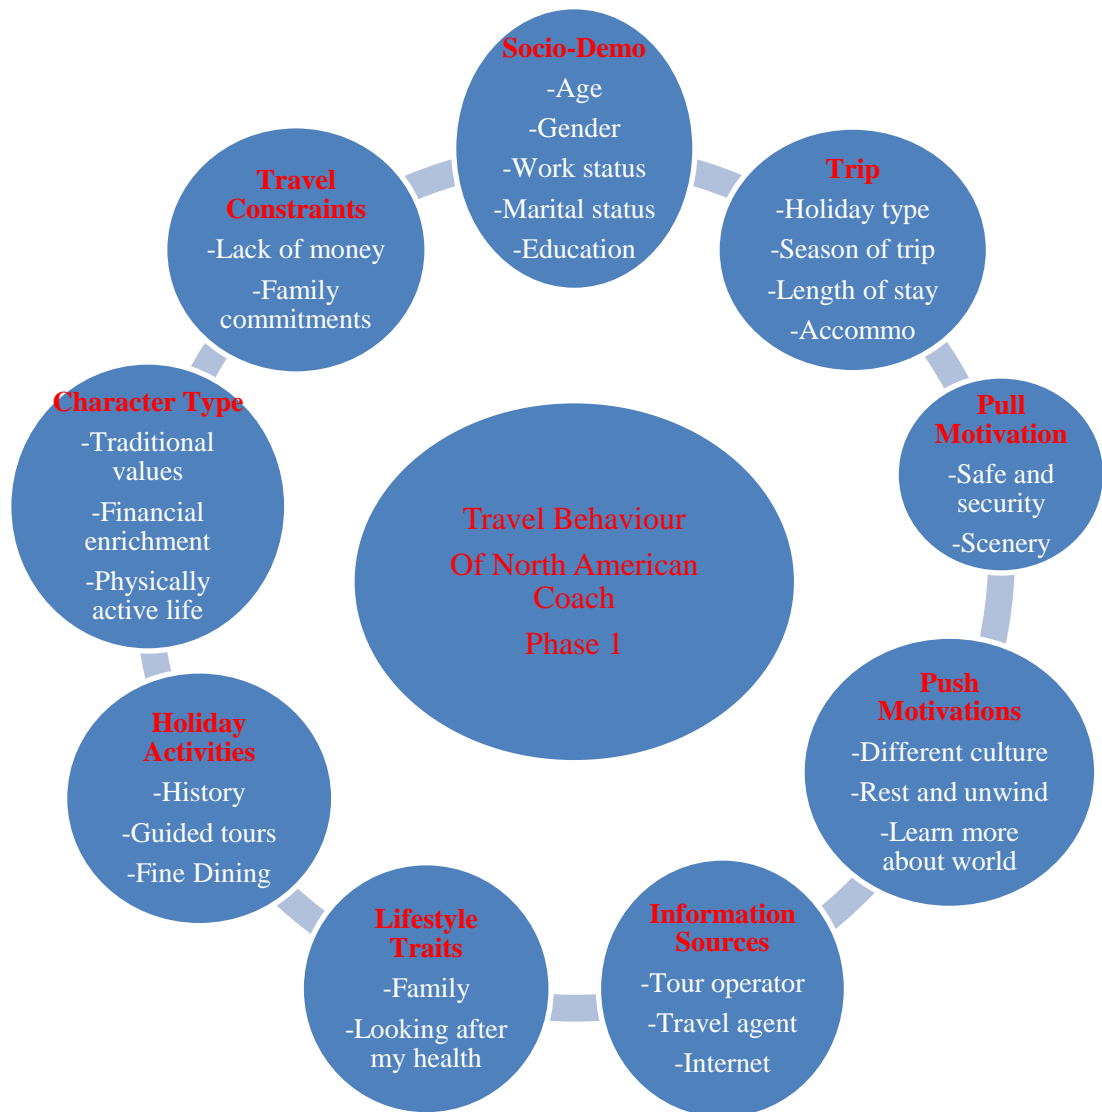 Socio-Demo
-Age
-Gender
-Work status
-Marital status
-Education
Trip
-Holiday type
-Season of trip
-Length of stay
-Accommo
Pull
Motivation
-Safe and
security
-Scenery
Push
Motivations
-Different culture
-Rest and unwind
-Learn more
about world
Information
Sources
-Tour operator
-Travel agent
-Internet
Lifestyle
Traits
-Family
-Looking after
my health
Holiday
Activities
-History
-Guided tours
-Fine Dining
Character Type
-Traditional
values
-Financial
enrichment
-Physically
active life
Travel
Constraints
-Lack of money
-Family
commitments
Travel Behaviour
Of North American
Coach
Phase 1